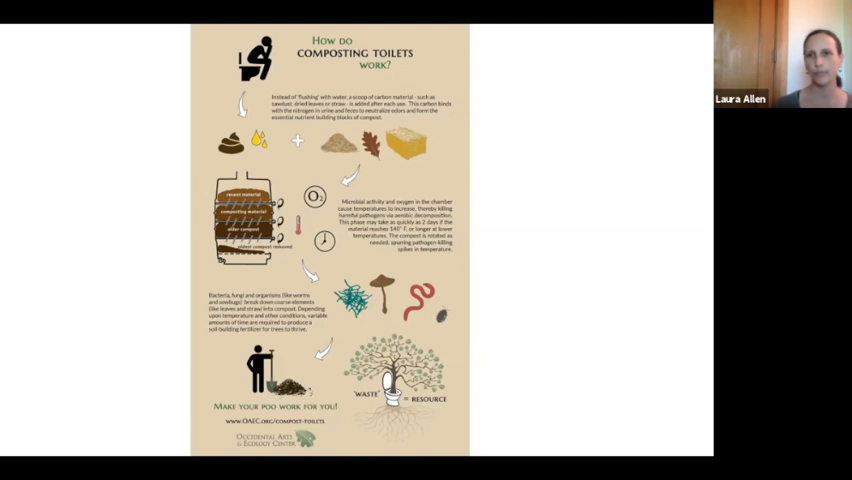 How do
composting toilets
work?
Laura Allen
Instead of 'flushing' with water, a scoop of carbon material - such as
sawdust, dried leaves or straw - is added after each use. This carbon binds
with the nitrogen in urine and feces to neutralize odors and form the
essential nutrient building blocks of compost.
recent material
composting material
older compost
oldest compost removed
O2
Microbial activity and oxygen in the chamber
cause temperatures to increase, thereby killing
harmful pathogens via aerobic decomposition.
This phase may take as quickly as 2 days if the
material reaches 140° F, or longer at lower
temperatures. The compost is rotated as
needed, spurring pathogen-killing
spikes in temperature.
Bacteria, fungi and organisms (like worms
and sowbugs) break down coarse elements
(like leaves and straw) into compost. Depending
upon temperature and other conditions, variable
amounts of time are required to produce a
soil-building fertilizer for trees to thrive.
'Waste' to Resource
Make your poo work for you!
www.OAEC.org/compost-toilets
Occidental Arts
& Ecology Center